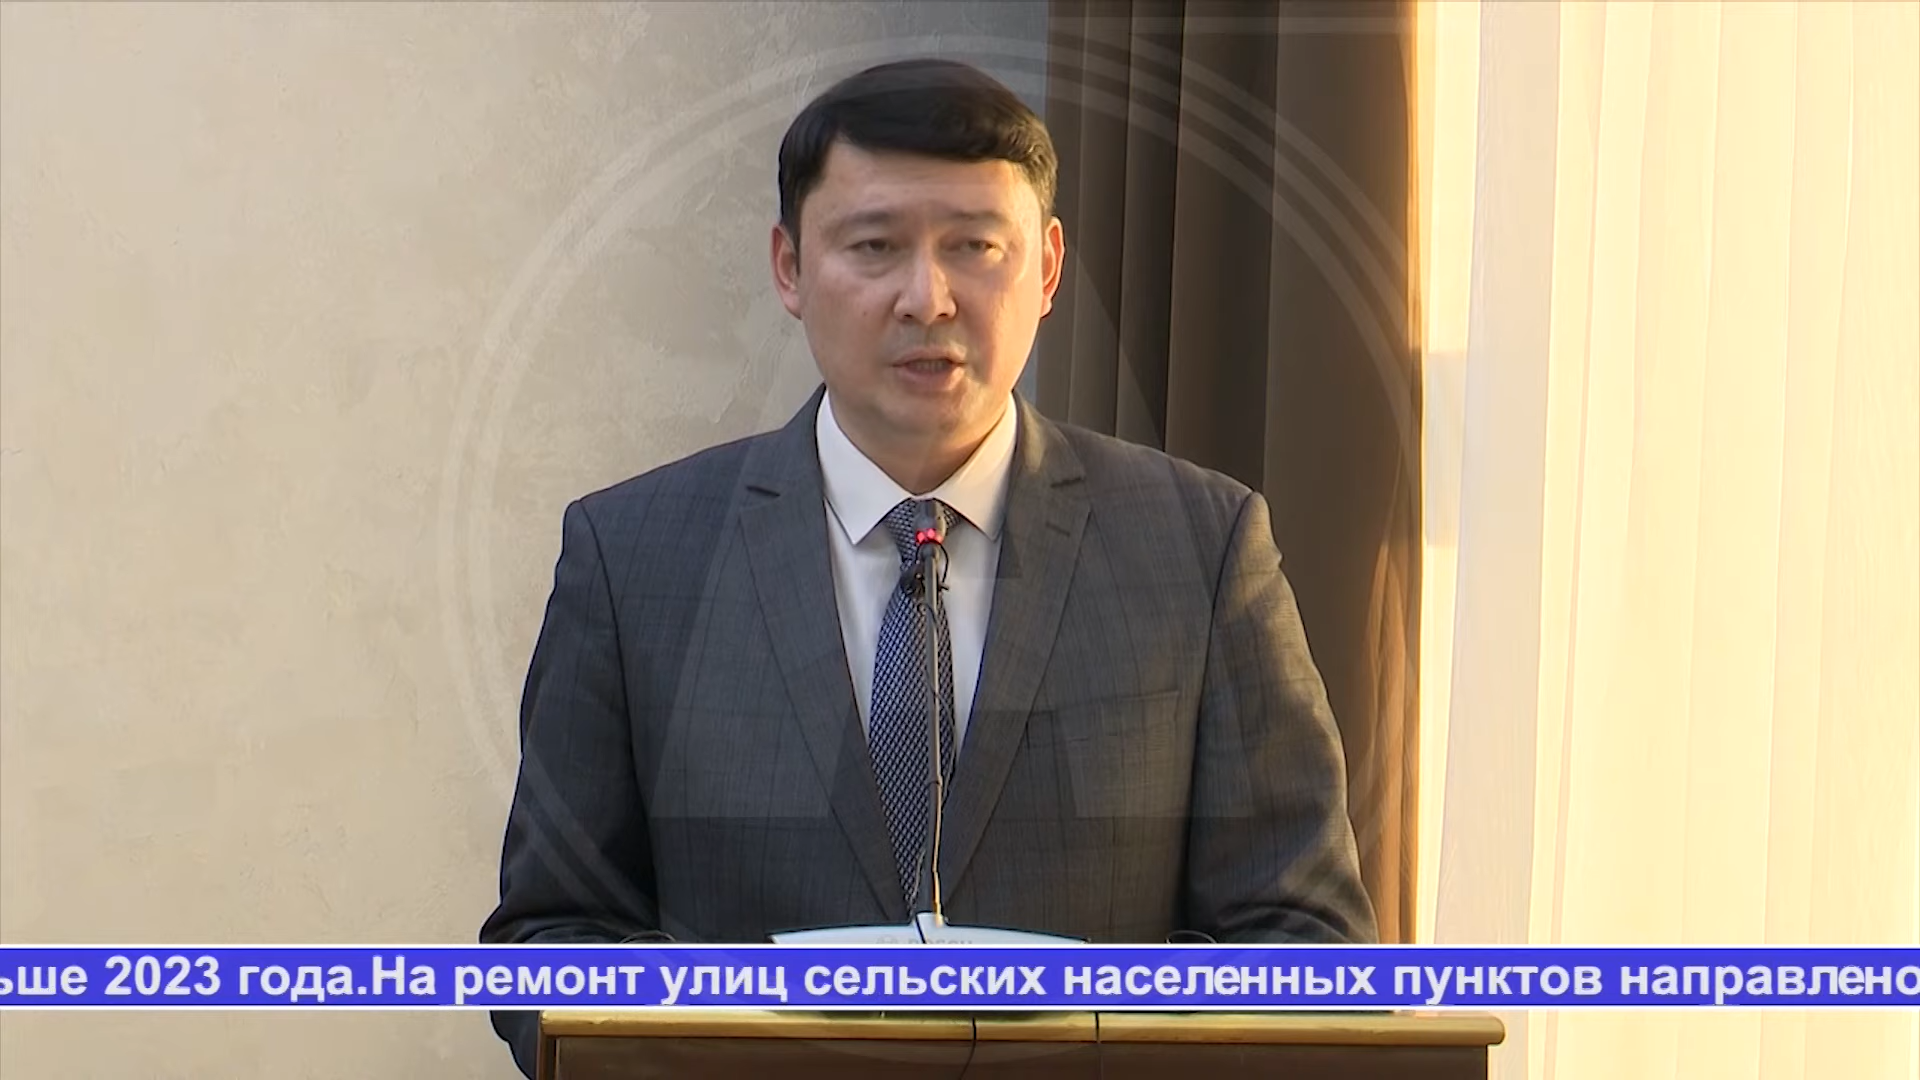 ьше 2023 года.На ремонт улиц сельских населенных пунктов направлено